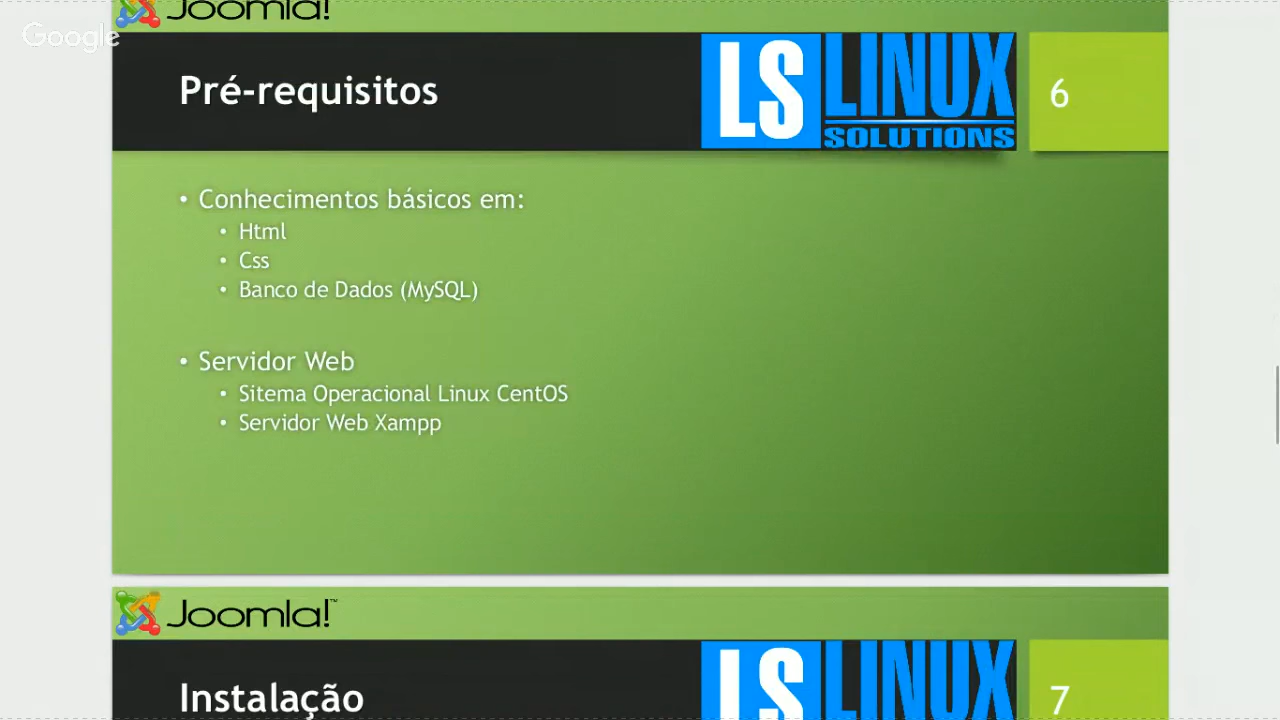 Joomla!
Google
Pré-requisitos
LS LINUX
SOLUTIONS
6
• Conhecimentos básicos em:
• Html
• Css
• Banco de Dados (MySQL)
• Servidor Web
• Sitema Operacional Linux CentOS
• Servidor Web Xampp
Joomla!™
Instalação
LS LINUX
7